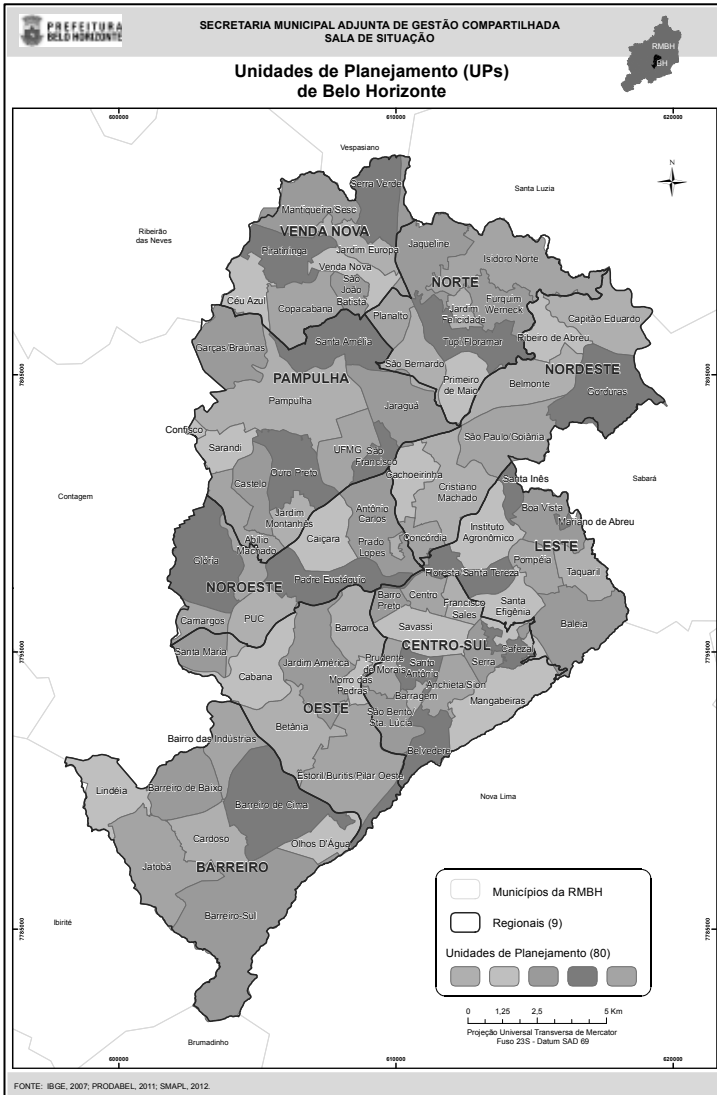 PREFEITURA
BELO HORIZONTE
SECRETARIA MUNICIPAL ADJUNTA DE GESTÃO COMPARTILHADA
SALA DE SITUAÇÃO
RMBH
BH
Unidades de Planejamento (UPs)
de Belo Horizonte
600000
610000
620000
Vespasiano
Serra Verde
Santa Luzia
N
Mantiqueira/Sesc
Ribeirão
das Neves
VENDA NOVA
Jaqueline
Piratininga
Jardim Europa
Isidoro Norte
Venda Nova
NORTE
São
João
Batista
Céu Azul
Copacabana
Planalto
Jardim
Felicidade
Furquim
Werneck
Capitão Eduardo
Garças/Braúnas
Santa Amélia
Tupi/Floramar
Ribeiro de Abreu
São Bernardo
Primeiro
de Maio
NORDESTE
7805000
7805000
PAMPULHA
Belmonte
Gorduras
Pampulha
Jaraguá
Confisco
São Paulo/Goiânia
Sarandi
UFMG
São
Francisco
Ouro Preto
Cachoeirinha
Santa Inês
Sabará
Castelo
Cristiano
Machado
Contagem
Jardim
Montanhês
Antônio
Carlos
Boa Vista
Mariano de Abreu
Abílio
Machado
Caiçara
Prado
Lopes
Concórdia
Instituto
Agronômico
LESTE
Glória
Pompéia
Taquaril
NOROESTE
Padre Eustáquio
Floresta/Santa Tereza
Barro
Preto
Centro
Francisco
Sales
Santa
Efigênia
Camargos
PUC
Barroca
Savassi
Baleia
Santa Maria
CENTRO-SUL
Cafezal
7795000
7795000
Jardim América
Prudente
de Morais
Santo
Antônio
Serra
Cabana
Morro das
Pedras
Anchieta/Sion
Barragem
Mangabeiras
OESTE
São Bento/
Sta. Lúcia
Betânia
Bairro das Indústrias
Belvedere
Estoril/Buritis/Pilar Oeste
Lindéia
Barreiro de Baixo
Barreiro de Cima
Nova Lima
Cardoso
Olhos D'Água
Jatobá
BARREIRO
Barreiro-Sul
Ibirité
7785000
7785000
Municípios da RMBH
Regionais (9)
Unidades de Planejamento (80)
0 1,25 2,5 5 Km
Projeção Universal Transversa de Mercator
Fuso 23S - Datum SAD 69
Brumadinho
600000
610000
620000
FONTE: IBGE, 2007; PRODABEL, 2011; SMAPL, 2012.